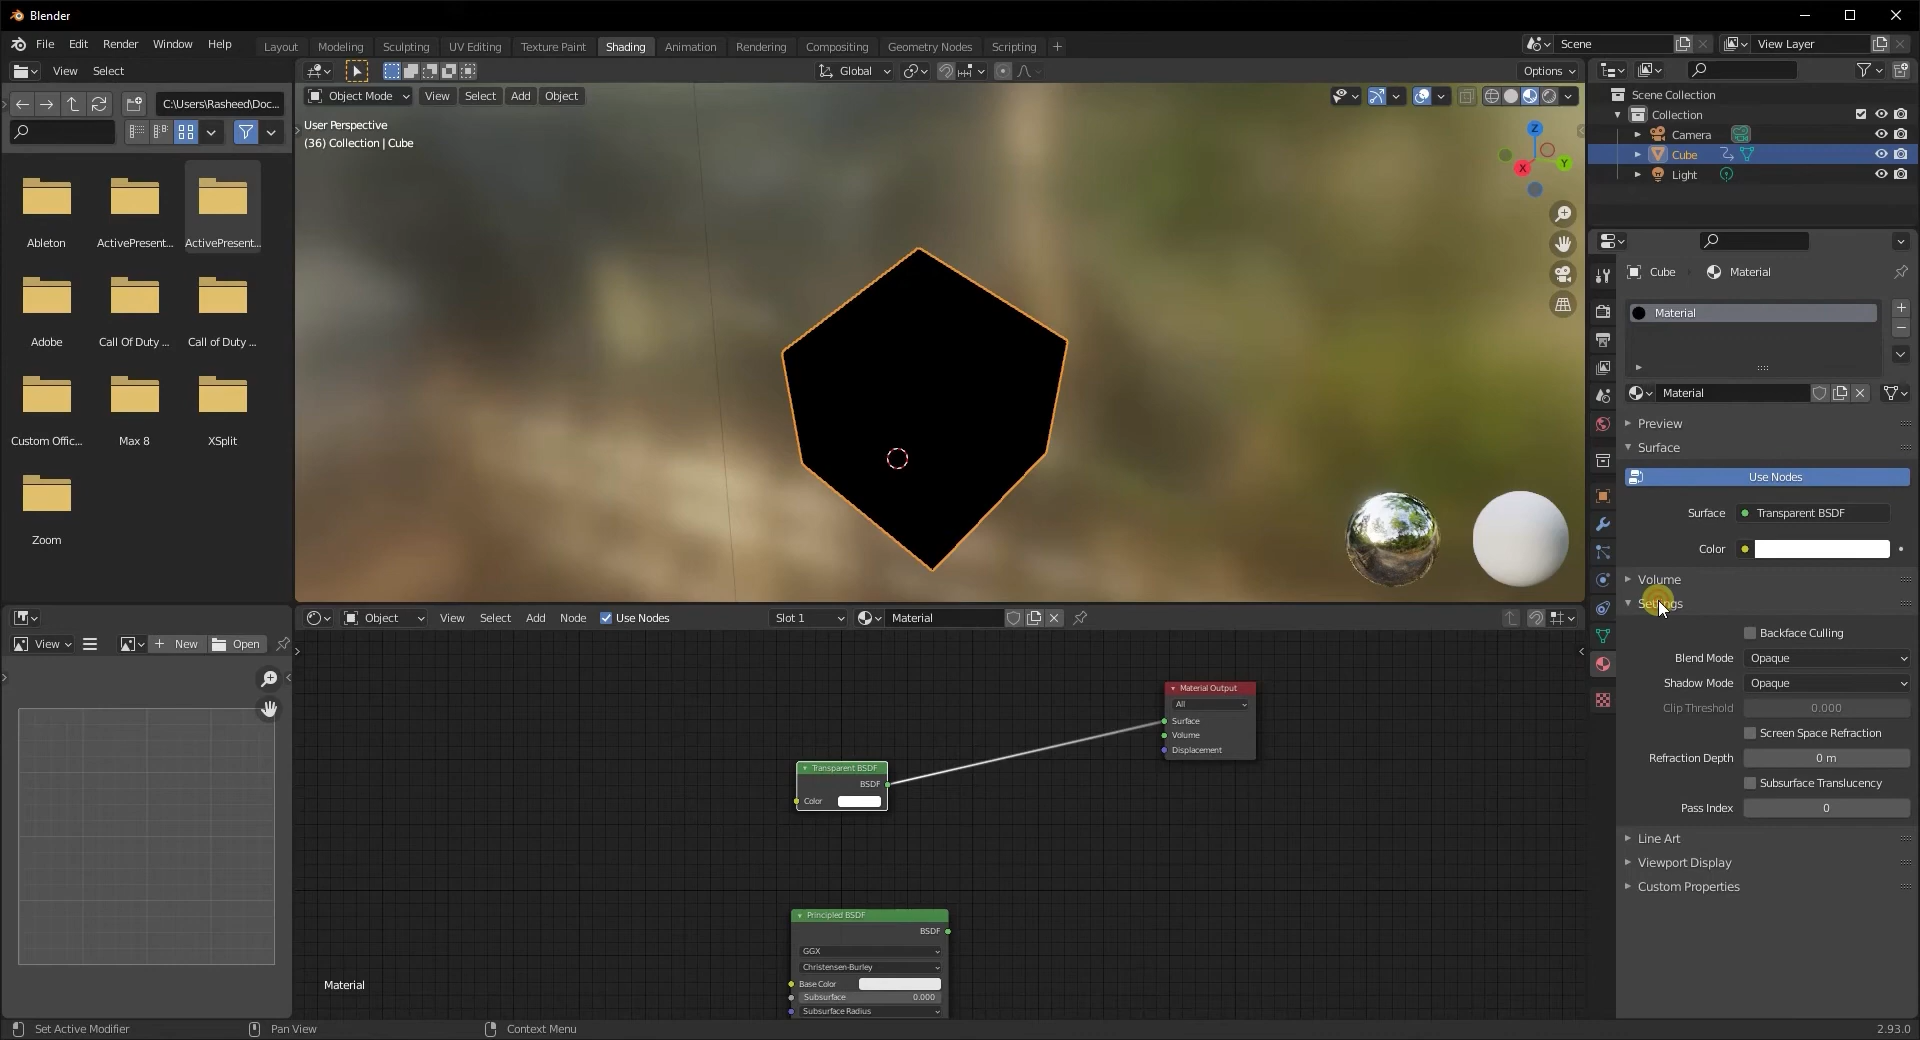 Blender
File Edit Render Window Help
Layout Modeling Sculpting UV Editing Texture Paint Shading Animation Rendering Compositing Geometry Nodes Scripting +
Scene
View Layer
View Select
Global
Options
C:\Users\Rasheed\Doc...
Object Mode View Select Add Object
User Perspective
(36) Collection | Cube
Z
Y
X
Ableton
ActivePresent...
ActivePresent...
Adobe
Call Of Duty ...
Call of Duty ...
Custom Offic...
Max 8
XSplit
Zoom
Scene Collection
Collection
Camera
Cube
Light
Cube Material
Material
Material
Preview
Surface
Use Nodes
Surface Transparent BSDF
Color
Volume
Settings
Backface Culling
Blend Mode Opaque
Shadow Mode Opaque
Clip Threshold 0.000
Screen Space Refraction
Refraction Depth 0 m
Subsurface Translucency
Pass Index 0
Line Art
Viewport Display
Custom Properties
View + New Open
Object View Select Add Node Use Nodes Slot 1 Material
Material Output
All
Surface
Volume
Displacement
Transparent BSDF
BSDF
Color
Principled BSDF
BSDF
GGX
Christensen-Burley
Base Color
Subsurface 0.000
Subsurface Radius
Material
Set Active Modifier
Pan View
Context Menu
2.93.0